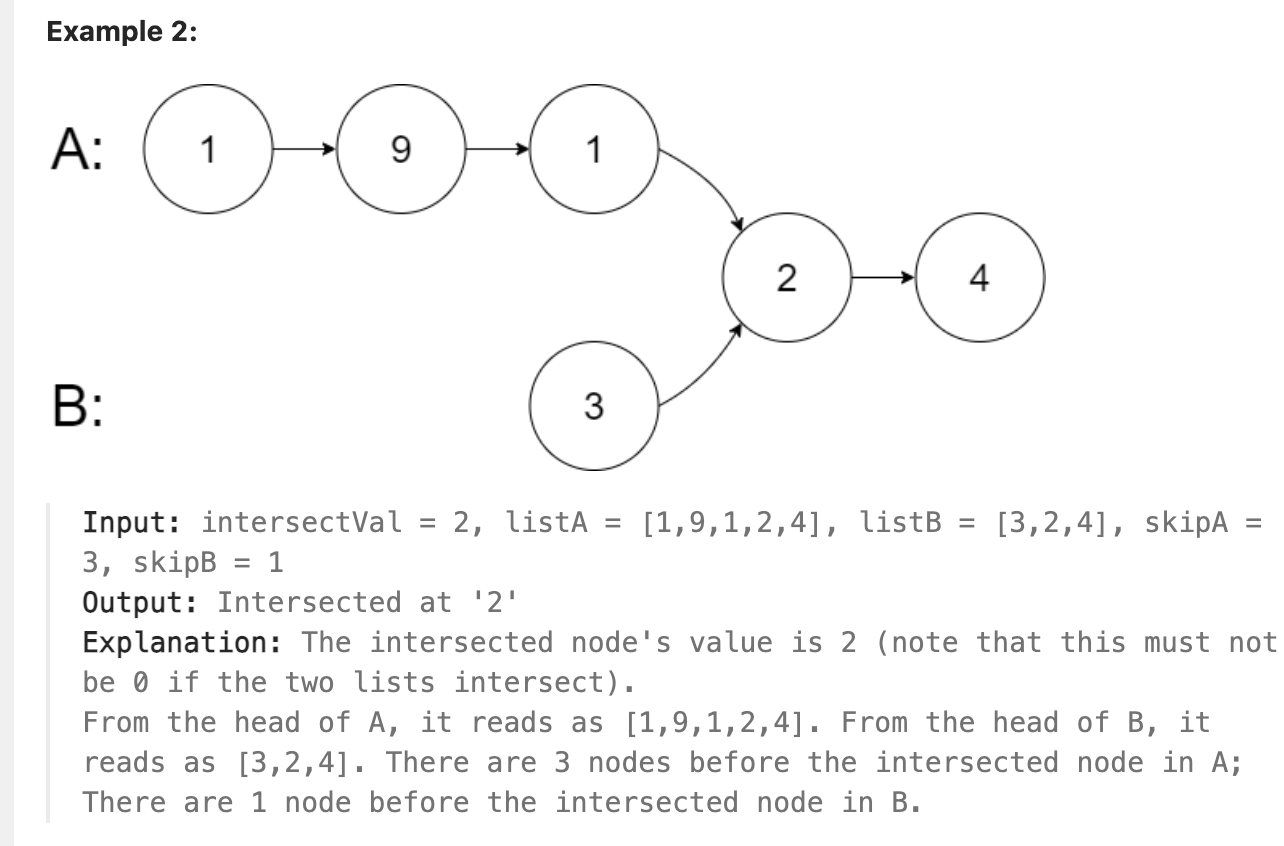 Example 2:
A: 1 9 1
2 4
B: 3
Input: intersectVal = 2, listA = [1,9,1,2,4], listB = [3,2,4], skipA =
3, skipB = 1
Output: Intersected at '2'
Explanation: The intersected node's value is 2 (note that this must not
be 0 if the two lists intersect).
From the head of A, it reads as [1,9,1,2,4]. From the head of B, it
reads as [3,2,4]. There are 3 nodes before the intersected node in A;
There are 1 node before the intersected node in B.